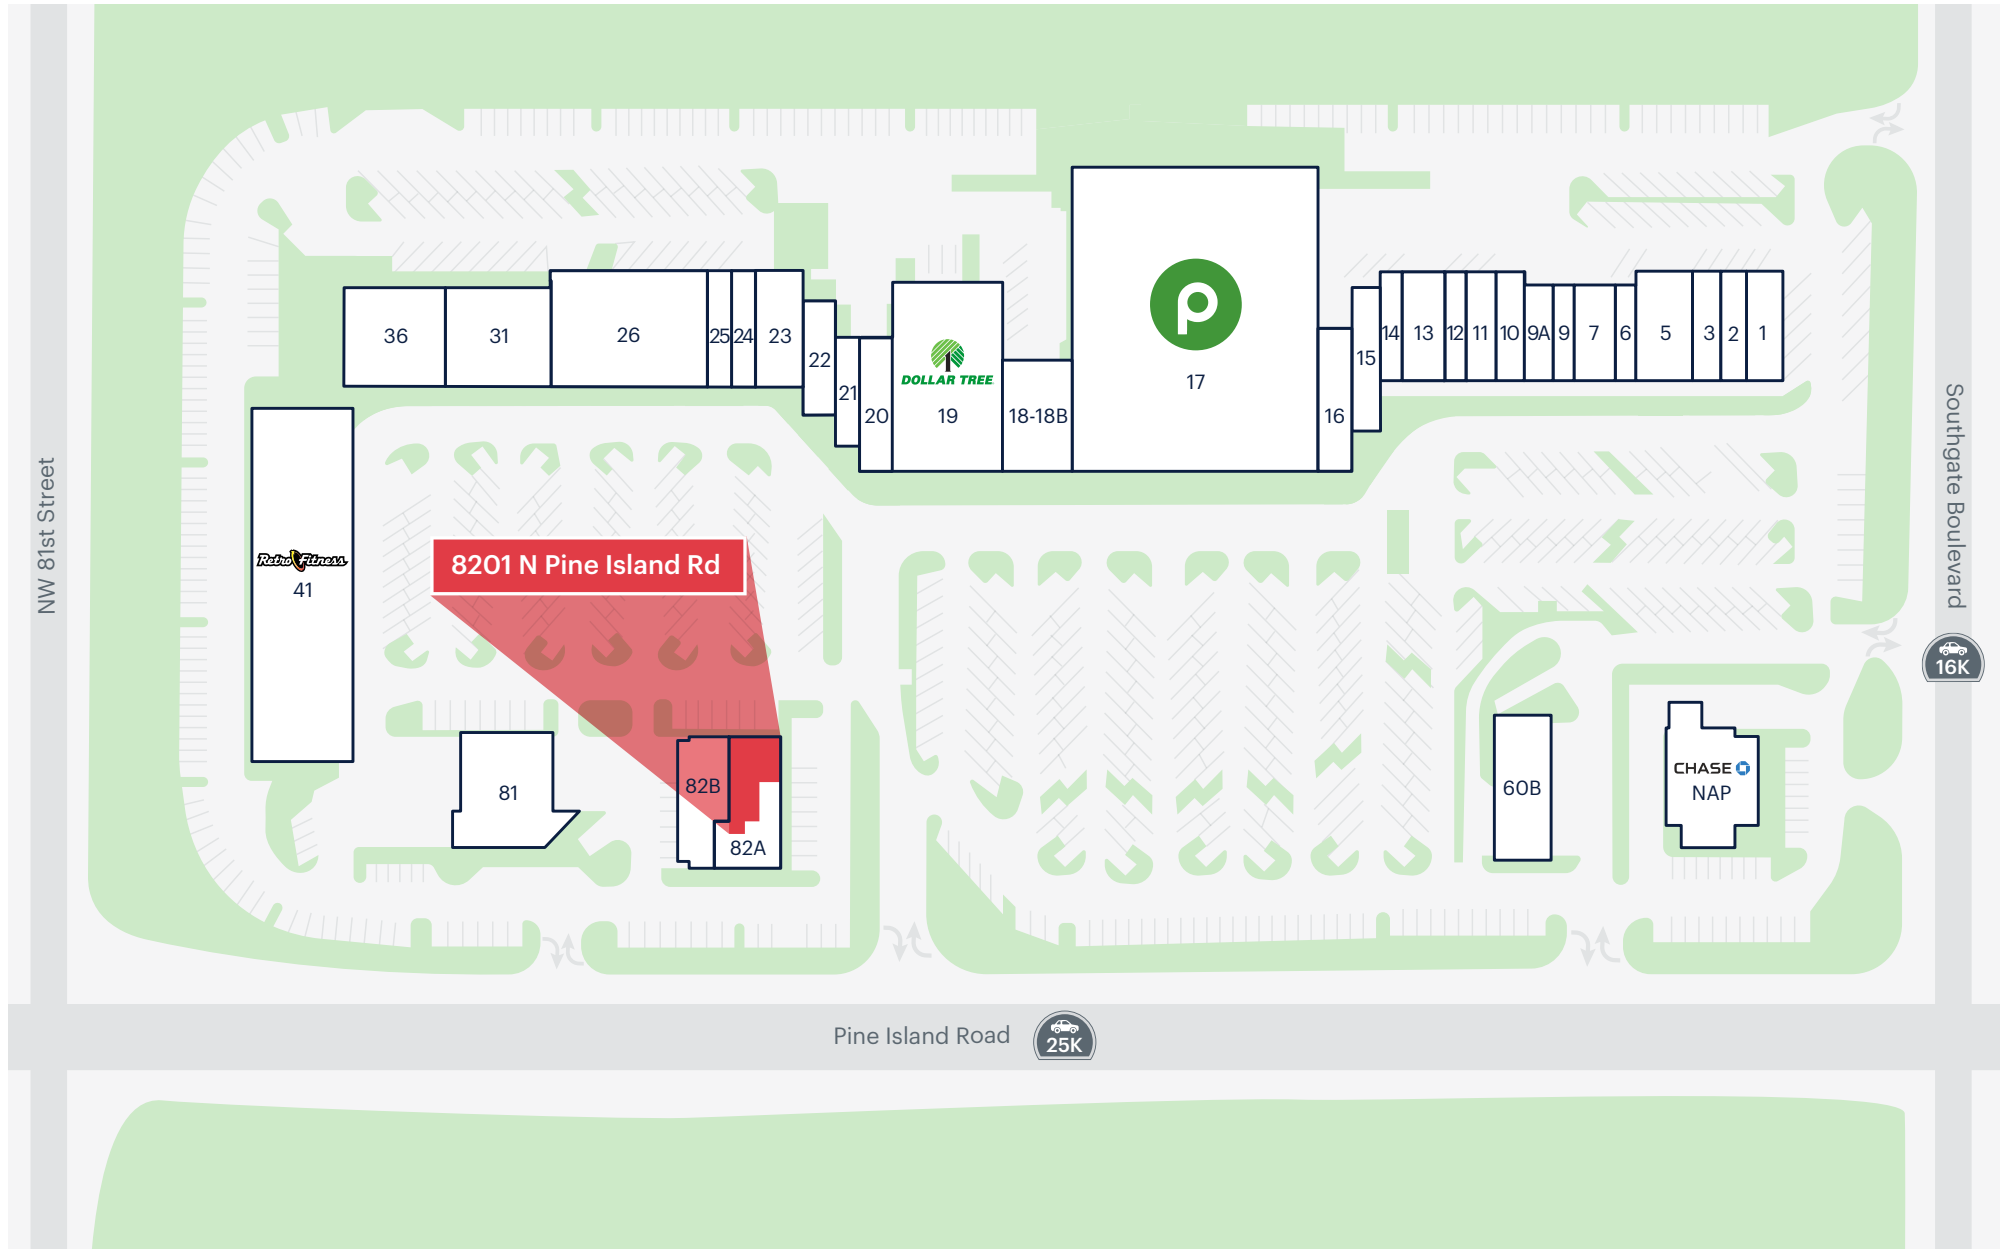 36
31
26
25
24
23
22
21
20
DOLLAR TREE
19
18-18B
17
16
15
14
13
12
11
10
9A
9
7
6
5
3
2
1
NW 81st Street
Southgate Boulevard
16K
Retro Fitness
41
8201 N Pine Island Rd
81
82B
82A
60B
CHASE
NAP
Pine Island Road
25K